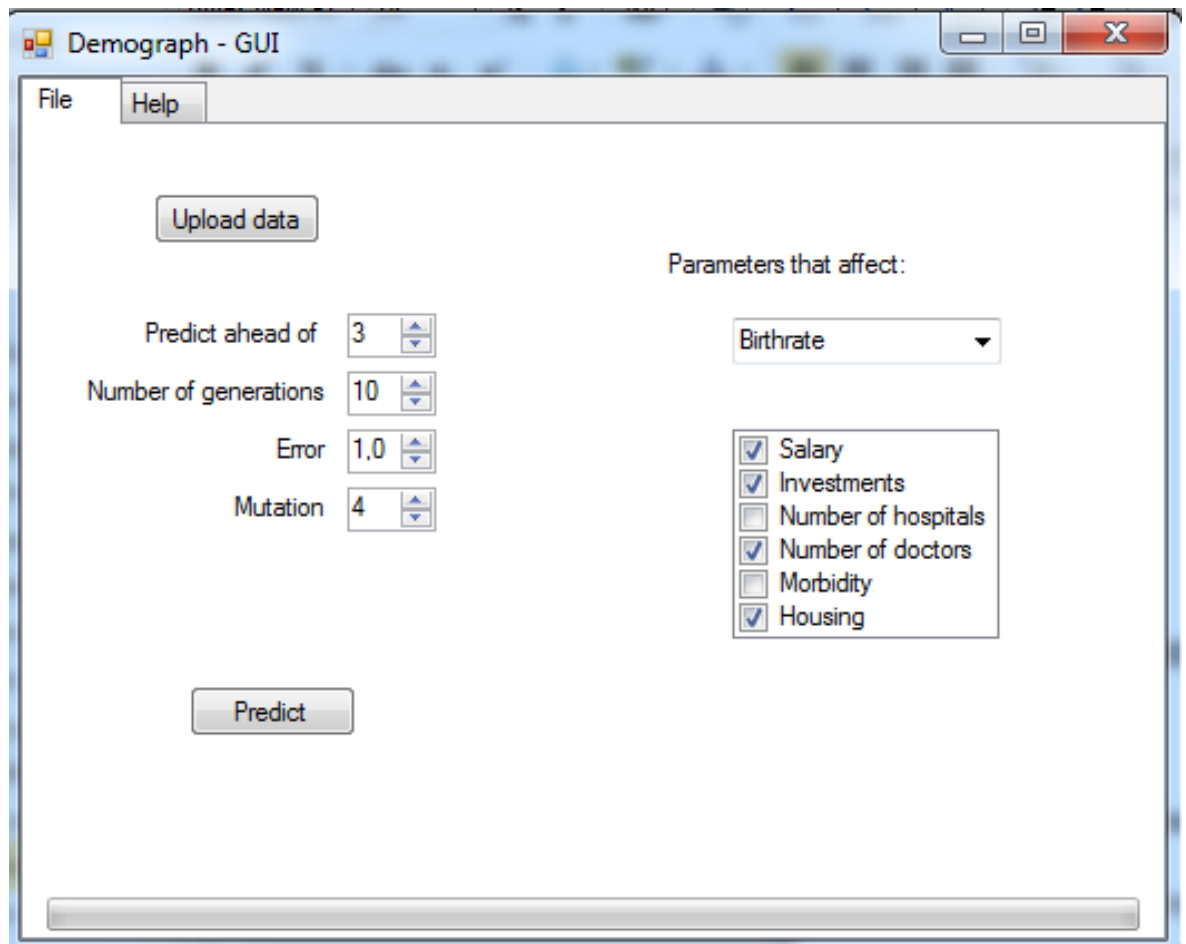 Demograph - GUI
File
Help
Upload data
Predict ahead of 3
Number of generations 10
Error 1,0
Mutation 4
Predict
Parameters that affect:
Birthrate
Salary
Investments
Number of hospitals
Number of doctors
Morbidity
Housing